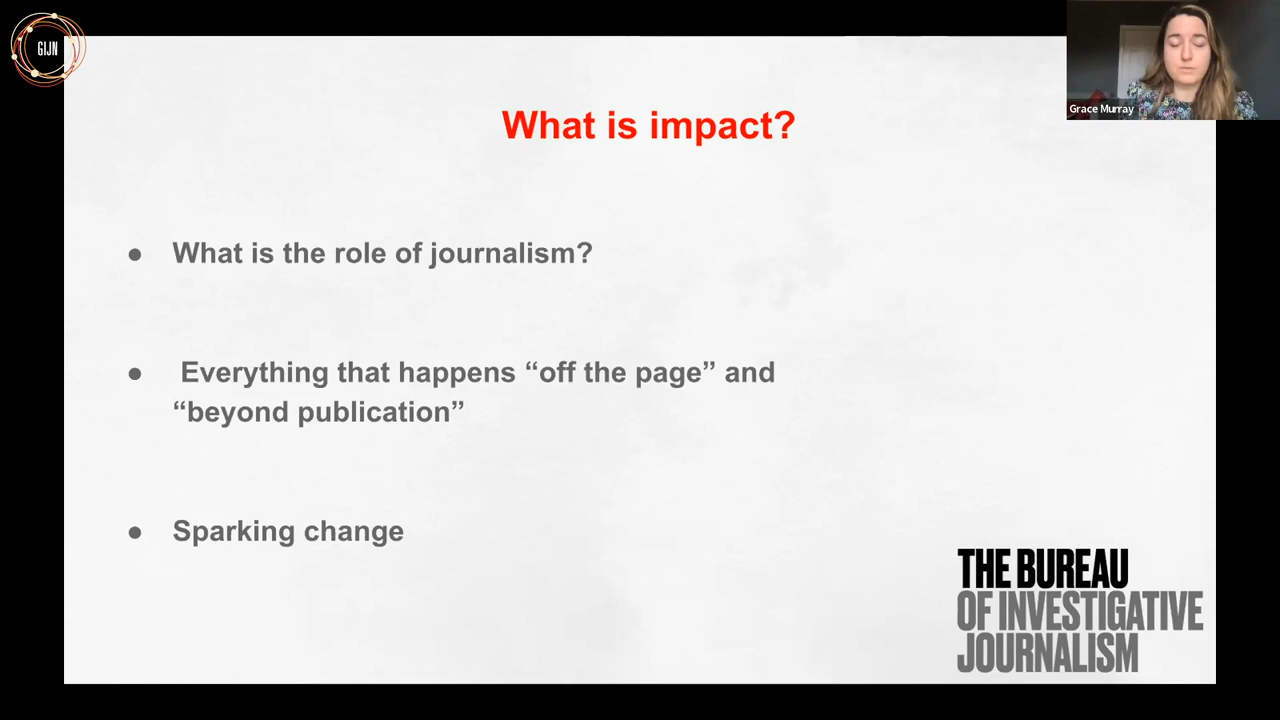 GIJN
Grace Murray
What is impact?
● What is the role of journalism?
● Everything that happens “off the page” and
“beyond publication”
● Sparking change
THE BUREAU
OF INVESTIGATIVE
JOURNALISM